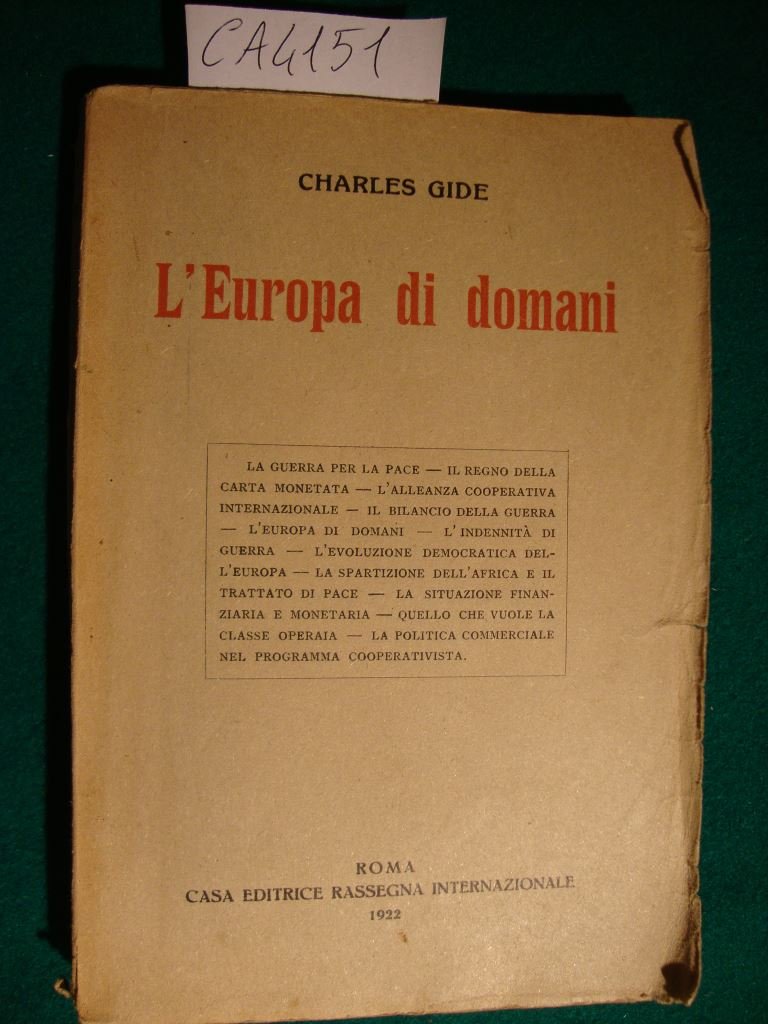 CA4151
CHARLES GIDE
L'Europa di domani
LA GUERRA PER LA PACE — IL REGNO DELLA
CARTA MONETATA — L'ALLEANZA COOPERATIVA
INTERNAZIONALE — IL BILANCIO DELLA GUERRA
— L'EUROPA DI DOMANI — L'INDENNITÀ DI
GUERRA — L'EVOLUZIONE DEMOCRATICA DEL-
L'EUROPA — LA SPARTIZIONE DELL'AFRICA E IL
TRATTATO DI PACE — LA SITUAZIONE FINAN-
ZIARIA E MONETARIA — QUELLO CHE VUOLE LA
CLASSE OPERAIA — LA POLITICA COMMERCIALE
NEL PROGRAMMA COOPERATIVISTA.
ROMA
CASA EDITRICE RASSEGNA INTERNAZIONALE
1922